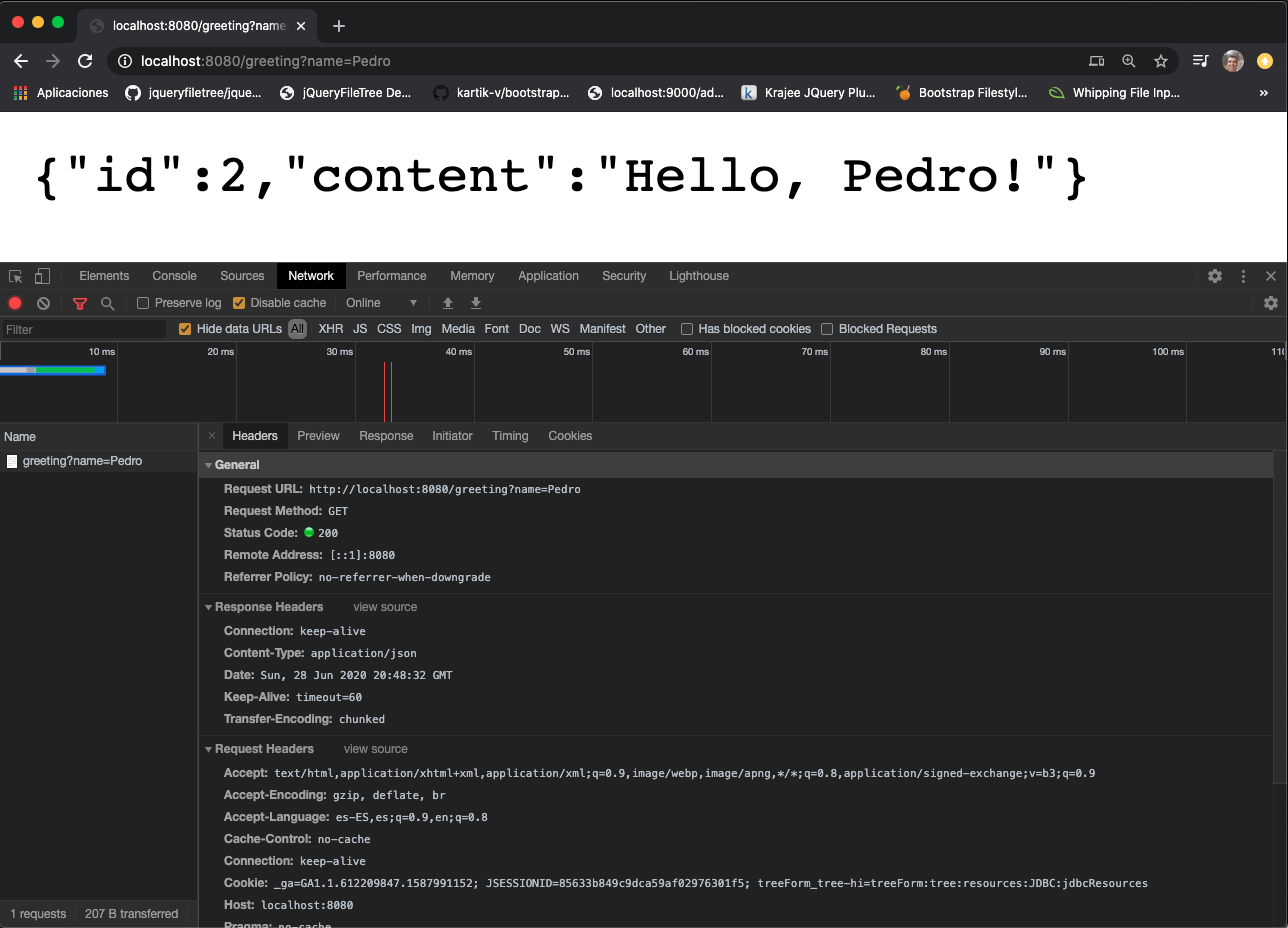 localhost:8080/greeting?name=
localhost:8080/greeting?name=Pedro
Aplicaciones jqueryfiletree/jque... jQueryFileTree De... kartik-v/bootstrap... localhost:9000/ad... Krajee JQuery Plu... Bootstrap Filestyl... Whipping File Inp... »
{"id":2,"content":"Hello, Pedro!"}
Elements Console Sources Network Performance Memory Application Security Lighthouse
Preserve log Disable cache Online
Filter Hide data URLs All XHR JS CSS Img Media Font Doc WS Manifest Other Has blocked cookies Blocked Requests
10 ms 20 ms 30 ms 40 ms 50 ms 60 ms 70 ms 80 ms 90 ms 100 ms
Name Headers Preview Response Initiator Timing Cookies
greeting?name=Pedro
General
Request URL: http://localhost:8080/greeting?name=Pedro
Request Method: GET
Status Code: 200
Remote Address: [::1]:8080
Referrer Policy: no-referrer-when-downgrade
Response Headers view source
Connection: keep-alive
Content-Type: application/json
Date: Sun, 28 Jun 2020 20:48:32 GMT
Keep-Alive: timeout=60
Transfer-Encoding: chunked
Request Headers view source
Accept: text/html,application/xhtml+xml,application/xml;q=0.9,image/webp,image/apng,*/*;q=0.8,application/signed-exchange;v=b3;q=0.9
Accept-Encoding: gzip, deflate, br
Accept-Language: es-ES,es;q=0.9,en;q=0.8
Cache-Control: no-cache
Connection: keep-alive
Cookie: _ga=GA1.1.612209847.1587991152; JSESSIONID=85633b849c9dca59af02976301f5; treeForm_tree-hi=treeForm:tree:resources:JDBC:jdbcResources
Host: localhost:8080
Pragma: no-cache
1 requests 207 B transferred